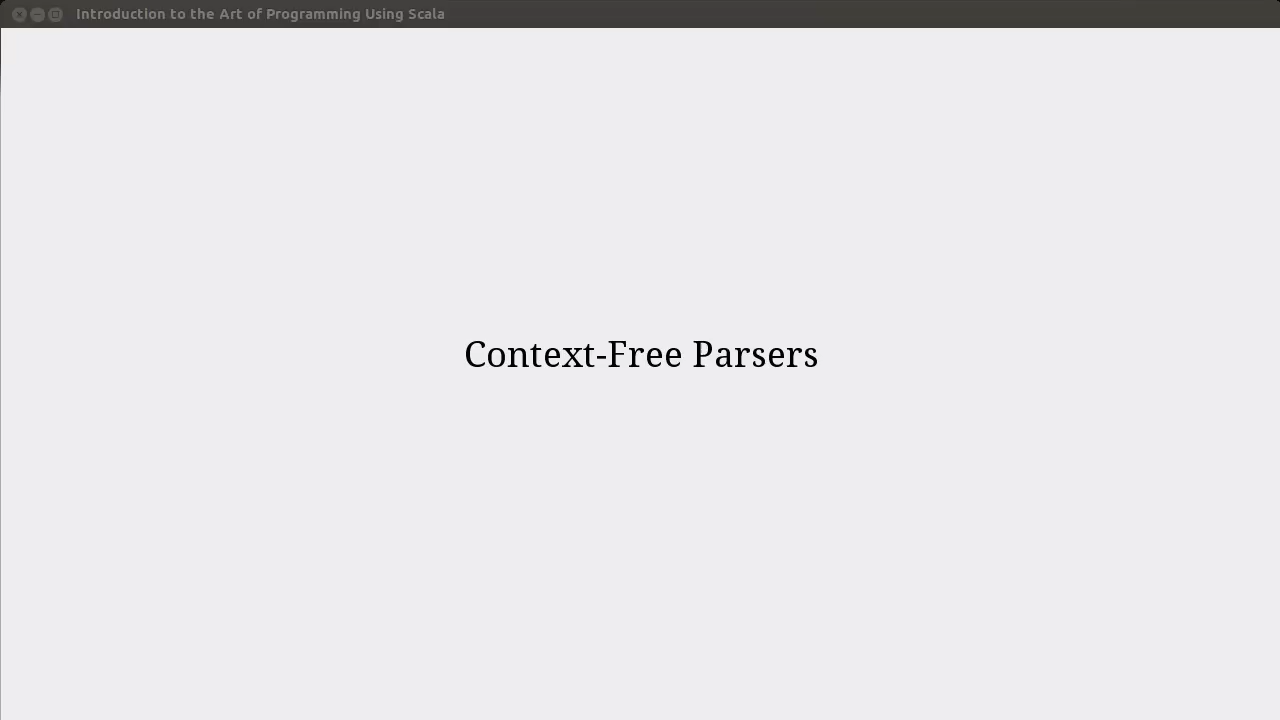 Introduction to the Art of Programming Using Scala
Context-Free Parsers